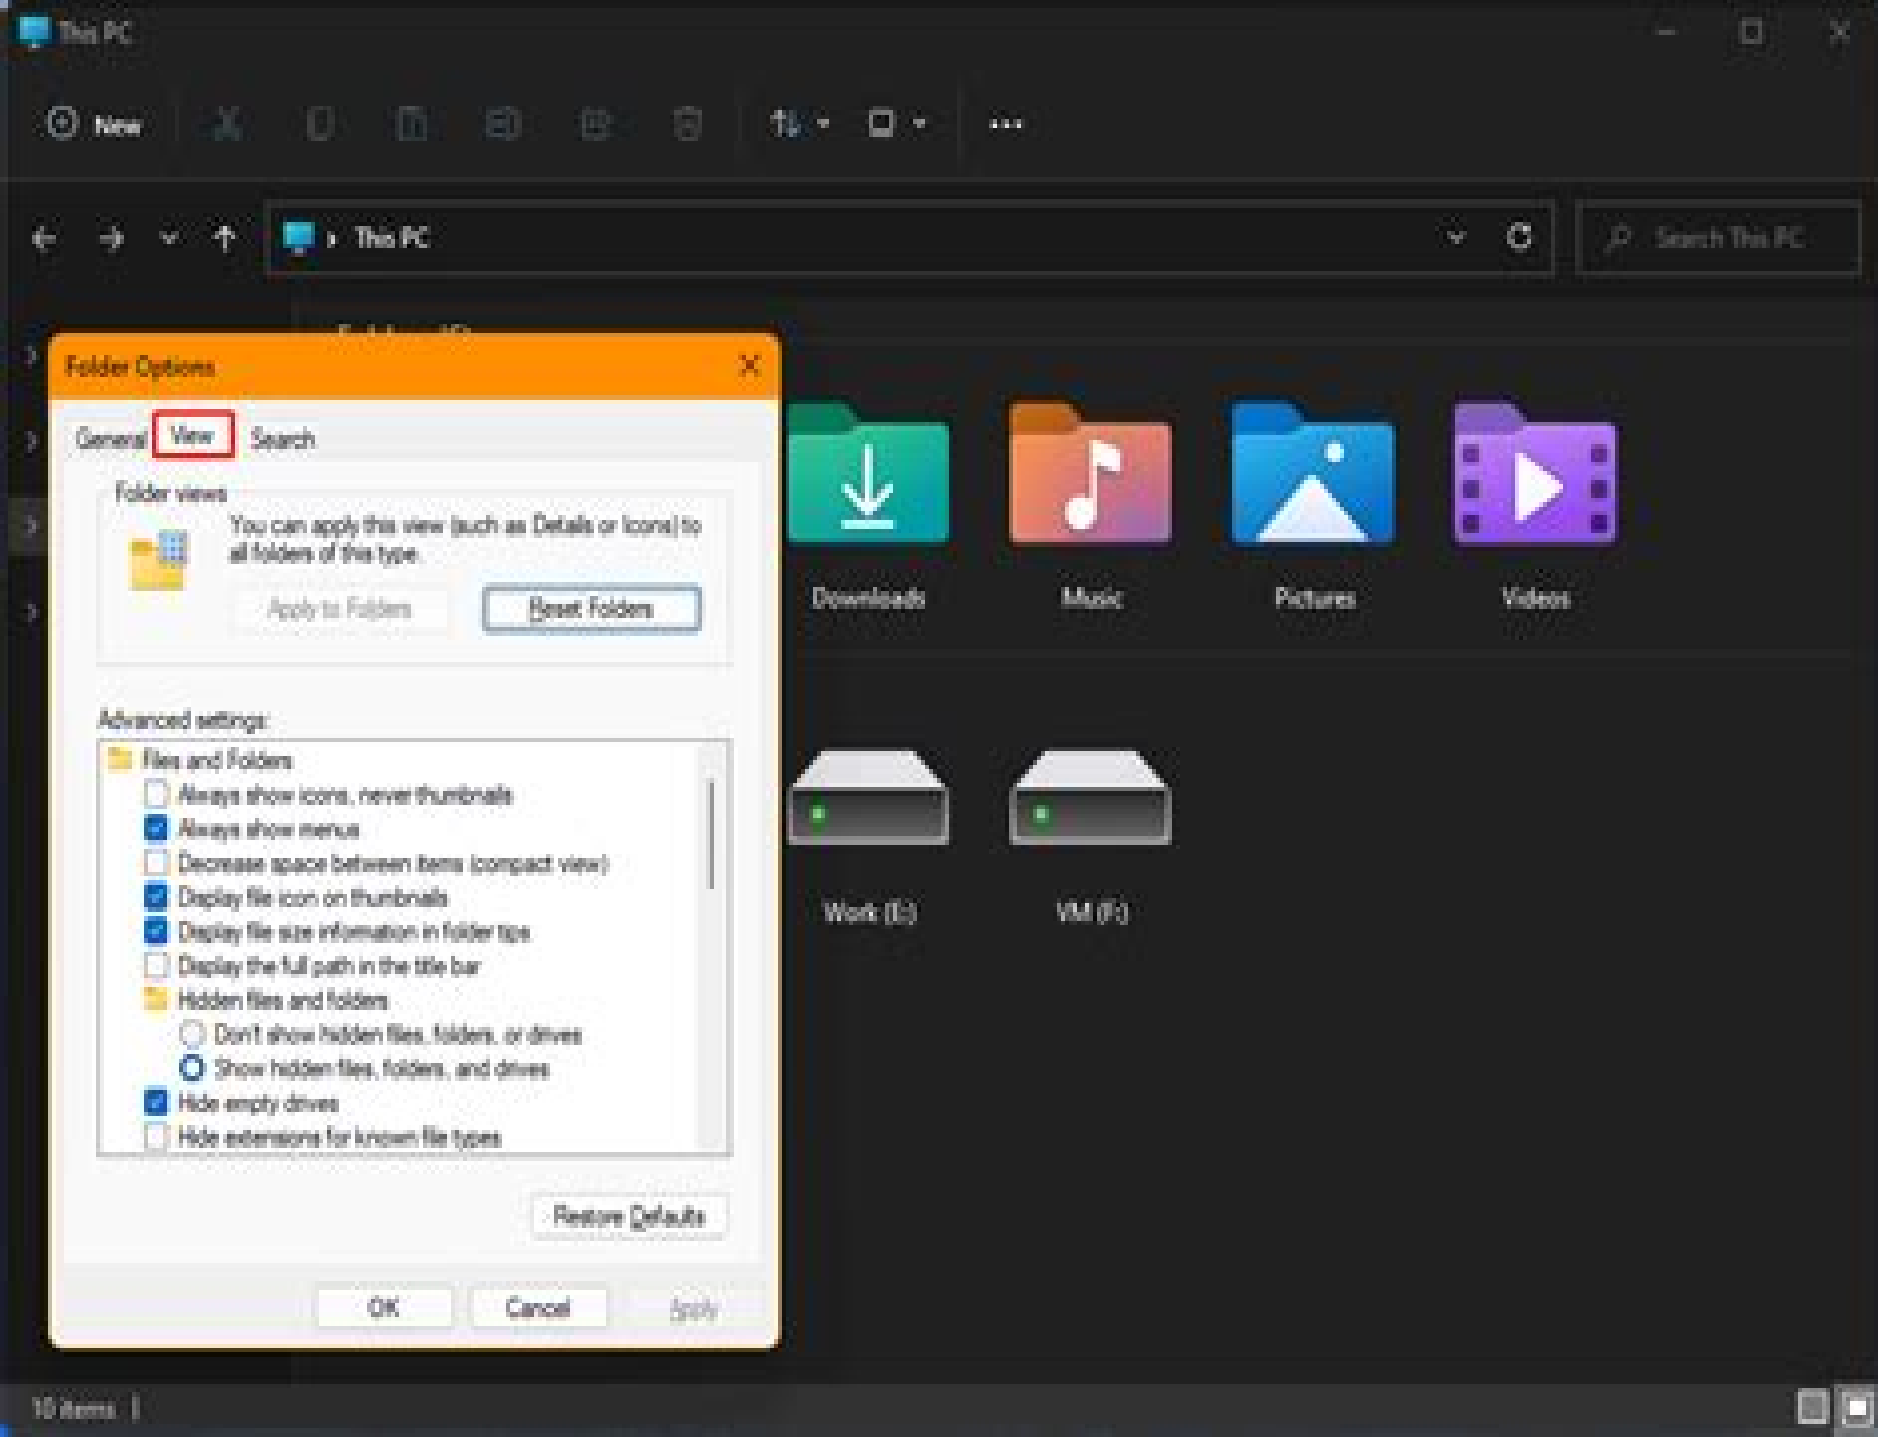 This PC
New
This PC
Search This PC
Folder Options
General View Search
Folder views
You can apply this view (such as Details or Icons) to
all folders of this type.
Apply to Folders
Reset Folders
Advanced settings:
Files and Folders
Always show icons, never thumbnails
Always show menus
Decrease space between items (compact view)
Display file icon on thumbnails
Display file size information in folder tips
Display the full path in the title bar
Hidden files and folders
Don't show hidden files, folders, or drives
Show hidden files, folders, and drives
Hide empty drives
Hide extensions for known file types
Restore Defaults
OK Cancel Apply
Downloads Music Pictures Videos
Work (E:) VM (F:)
10 items